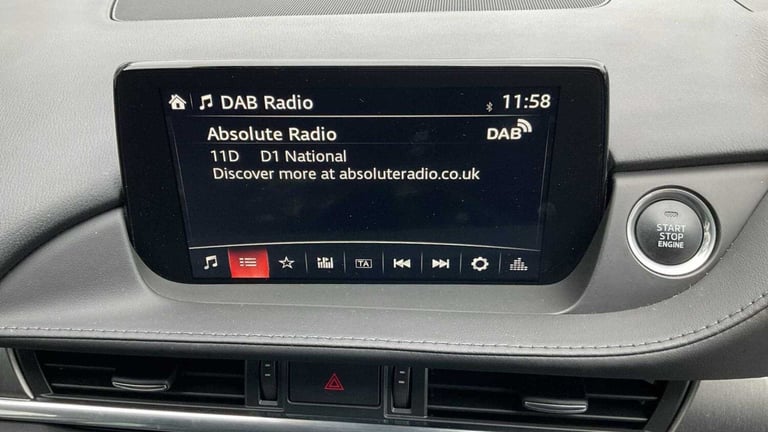 DAB Radio 11:58
Absolute Radio DAB
11D D1 National
Discover more at absoluteradio.co.uk
TA
START
STOP
ENGINE